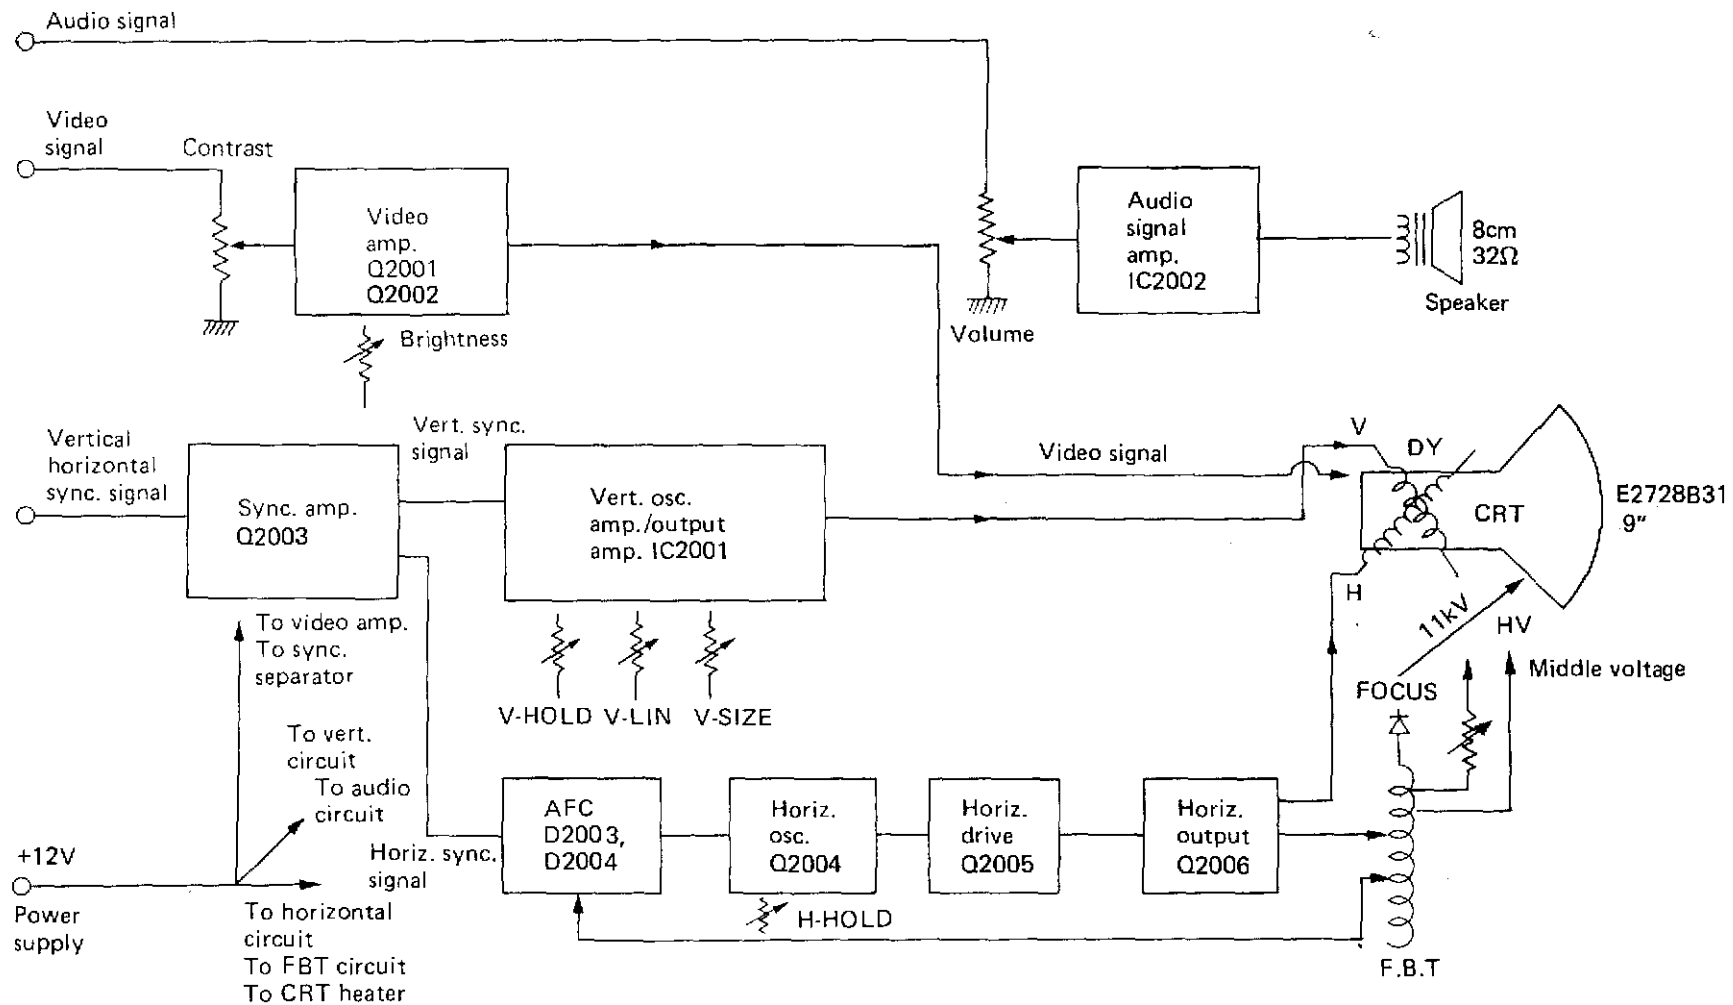 Audio signal
Video
signal
Contrast
Video
amp.
Q2001
Q2002
Brightness
Audio
signal
amp.
IC2002
8cm
32Ω
Speaker
Volume
Vertical
horizontal
sync. signal
Sync. amp.
Q2003
Vert. sync.
signal
Vert. osc.
amp./output
amp. IC2001
Video signal
V
DY
CRT
E2728B31
9"
H
11kV
HV
Middle voltage
FOCUS
To video amp.
To sync.
separator
V-HOLD
V-LIN
V-SIZE
To vert.
circuit
To audio
circuit
+12V
Power
supply
Horiz. sync.
signal
AFC
D2003,
D2004
Horiz.
osc.
Q2004
Horiz.
drive
Q2005
Horiz.
output
Q2006
H-HOLD
F.B.T
To horizontal
circuit
To FBT circuit
To CRT heater